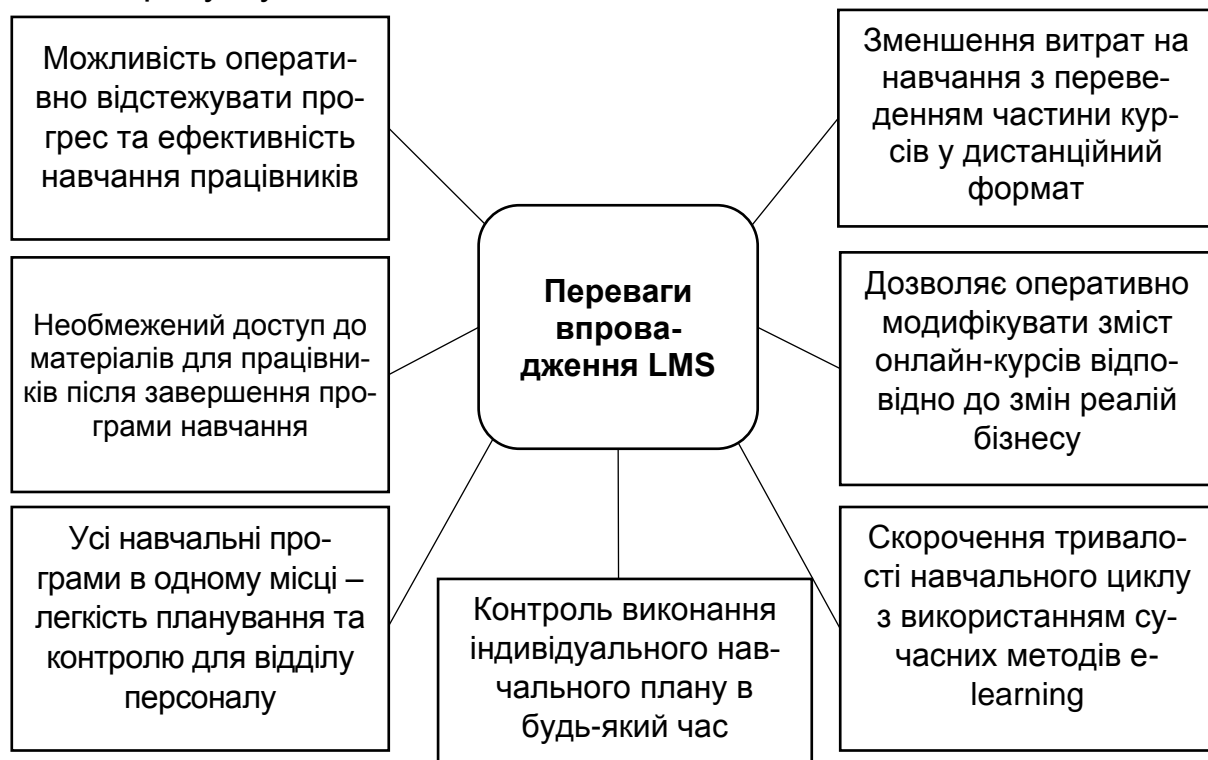 Можливість операти-
вно відстежувати про-
грес та ефективність
навчання працівників
Зменшення витрат на
навчання з переве-
денням частини кур-
сів у дистанційний
формат
Переваги
впрова-
дження LMS
Необмежений доступ до
матеріалів для працівни-
ків після завершення про-
грами навчання
Дозволяє оперативно
модифікувати зміст
онлайн-курсів відпо-
відно до змін реалій
бізнесу
Усі навчальні про-
грами в одному місці –
легкість планування та
контролю для відділу
персоналу
Контроль виконання
індивідуального нав-
чального плану в
будь-який час
Скорочення тривало-
сті навчального циклу
з використанням су-
часних методів e-
learning